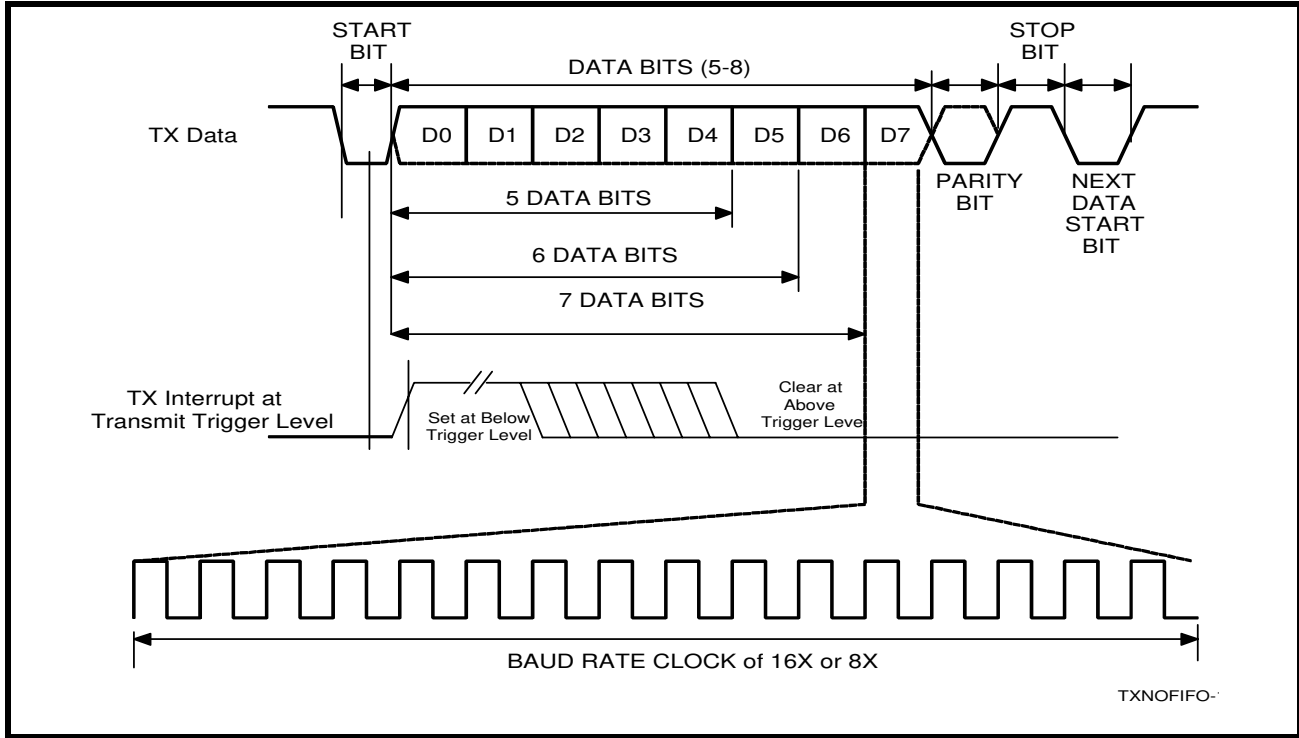 START
BIT
STOP
BIT
DATA BITS (5-8)
TX Data
D0 D1 D2 D3 D4 D5 D6 D7
PARITY
BIT
NEXT
DATA
START
BIT
5 DATA BITS
6 DATA BITS
7 DATA BITS
TX Interrupt at
Transmit Trigger Level
Set at Below
Trigger Level
Clear at
Above
Trigger Leve
BAUD RATE CLOCK of 16X or 8X
TXNOFIFO-